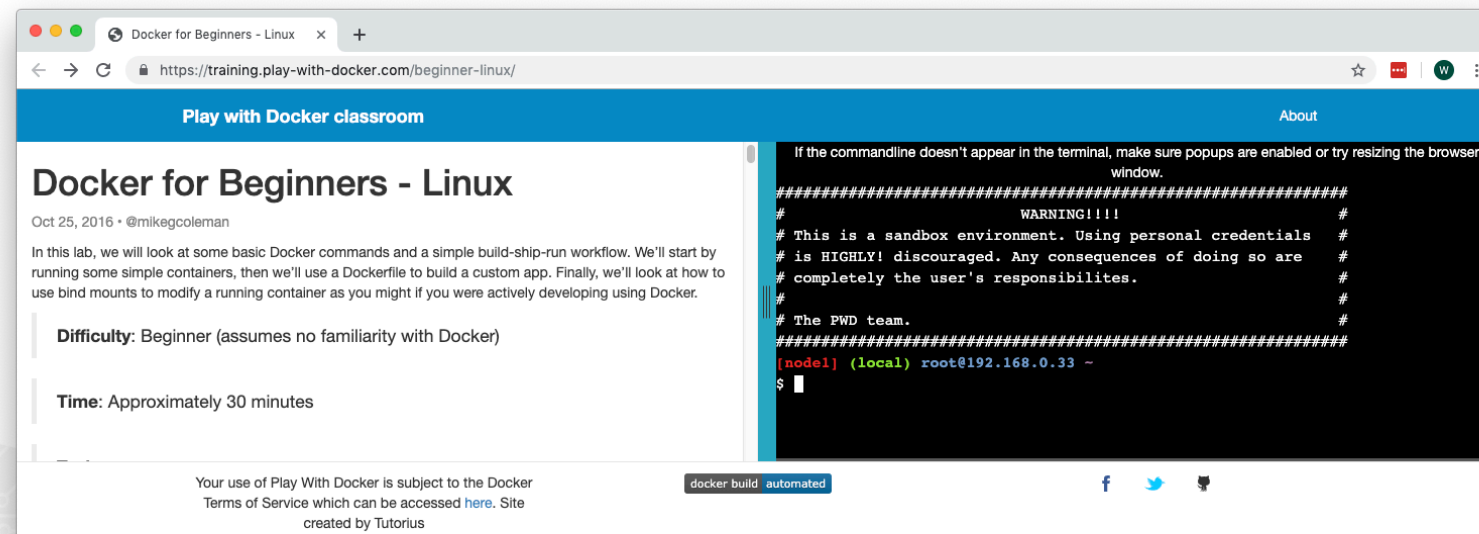 Docker for Beginners - Linux
https://training.play-with-docker.com/beginner-linux/
W
Play with Docker classroom
About
Docker for Beginners - Linux
Oct 25, 2016 • @mikegcoleman
In this lab, we will look at some basic Docker commands and a simple build-ship-run workflow. We'll start by
running some simple containers, then we'll use a Dockerfile to build a custom app. Finally, we'll look at how to
use bind mounts to modify a running container as you might if you were actively developing using Docker.
Difficulty: Beginner (assumes no familiarity with Docker)
Time: Approximately 30 minutes
If the commandline doesn't appear in the terminal, make sure popups are enabled or try resizing the browser
window.
###############################################################
# WARNING!!!! #
# This is a sandbox environment. Using personal credentials #
# is HIGHLY! discouraged. Any consequences of doing so are #
# completely the user's responsibilites. #
# #
# The PWD team. #
###############################################################
[node1] (local) root@192.168.0.33 ~
$
Your use of Play With Docker is subject to the Docker
Terms of Service which can be accessed here. Site
created by Tutorius
docker build automated